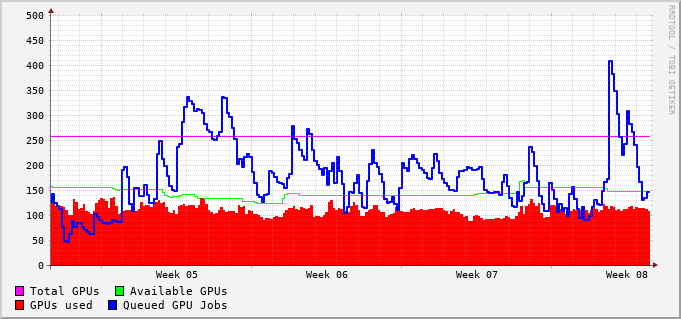 500
450
400
350
300
250
200
150
100
50
0
Week 05 Week 06 Week 07 Week 08
Total GPUs Available GPUs
GPUs used Queued GPU Jobs
RRDTOOL / TOBI OETIKER